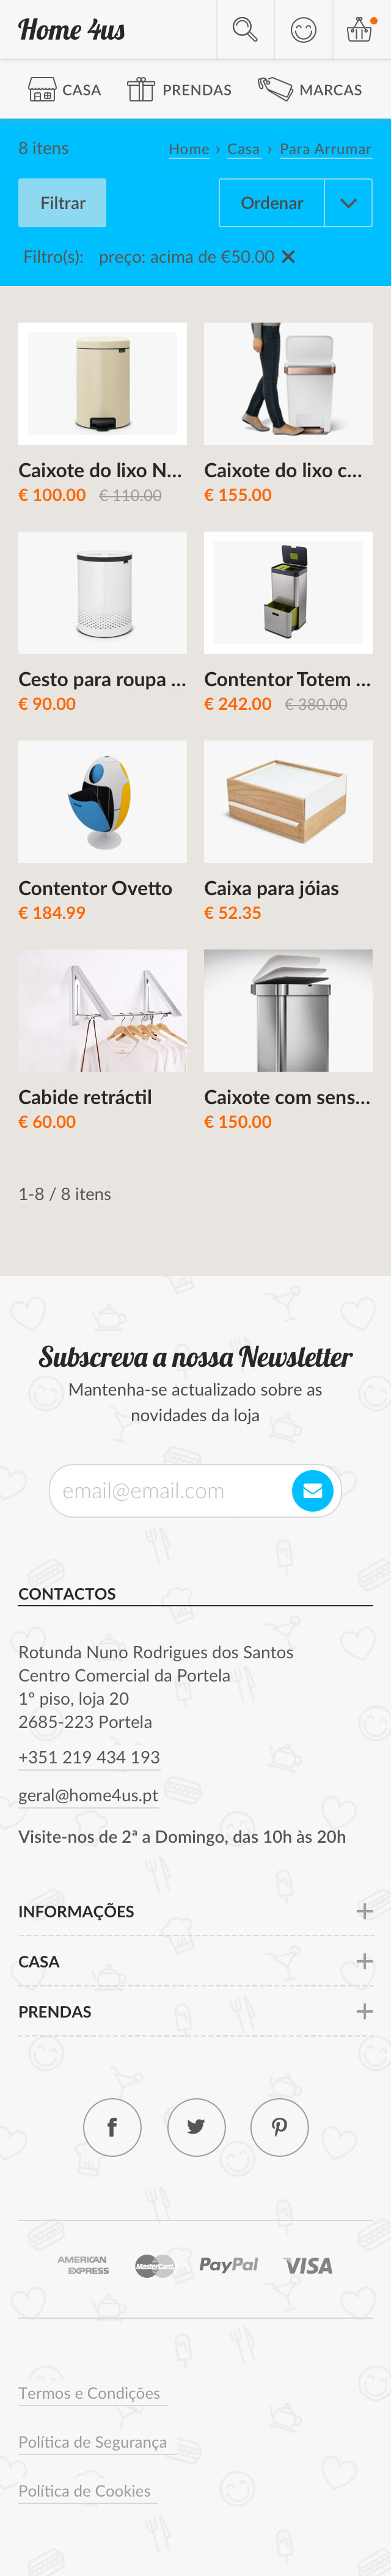 Home 4us
CASA
PRENDAS
MARCAS
8 itens
Home › Casa › Para Arrumar
Filtrar
Ordenar
Filtro(s): preço: acima de €50.00
Caixote do lixo N...
€ 100.00 € 110.00
Caixote do lixo c...
€ 155.00
Cesto para roupa ...
€ 90.00
Contentor Totem ...
€ 242.00 € 380.00
Contentor Ovetto
€ 184.99
Caixa para jóias
€ 52.35
Cabide retráctil
€ 60.00
Caixote com sens...
€ 150.00
1-8 / 8 itens
Subscreva a nossa Newsletter
Mantenha-se actualizado sobre as
novidades da loja
email@email.com
CONTACTOS
Rotunda Nuno Rodrigues dos Santos
Centro Comercial da Portela
1º piso, loja 20
2685-223 Portela
+351 219 434 193
geral@home4us.pt
Visite-nos de 2ª a Domingo, das 10h às 20h
INFORMAÇÕES
CASA
PRENDAS
AMERICAN
EXPRESS
MasterCard
PayPal
VISA
Termos e Condições
Política de Segurança
Política de Cookies